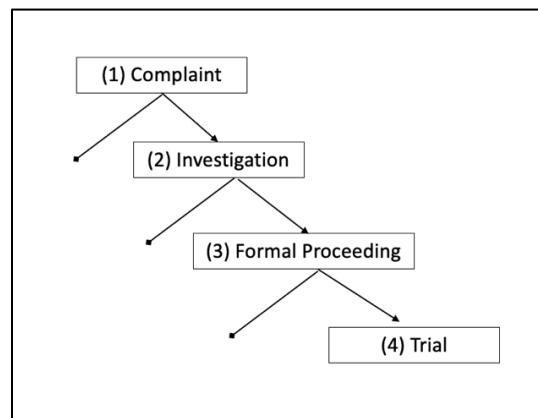 (1) Complaint
(2) Investigation
(3) Formal Proceeding
(4) Trial